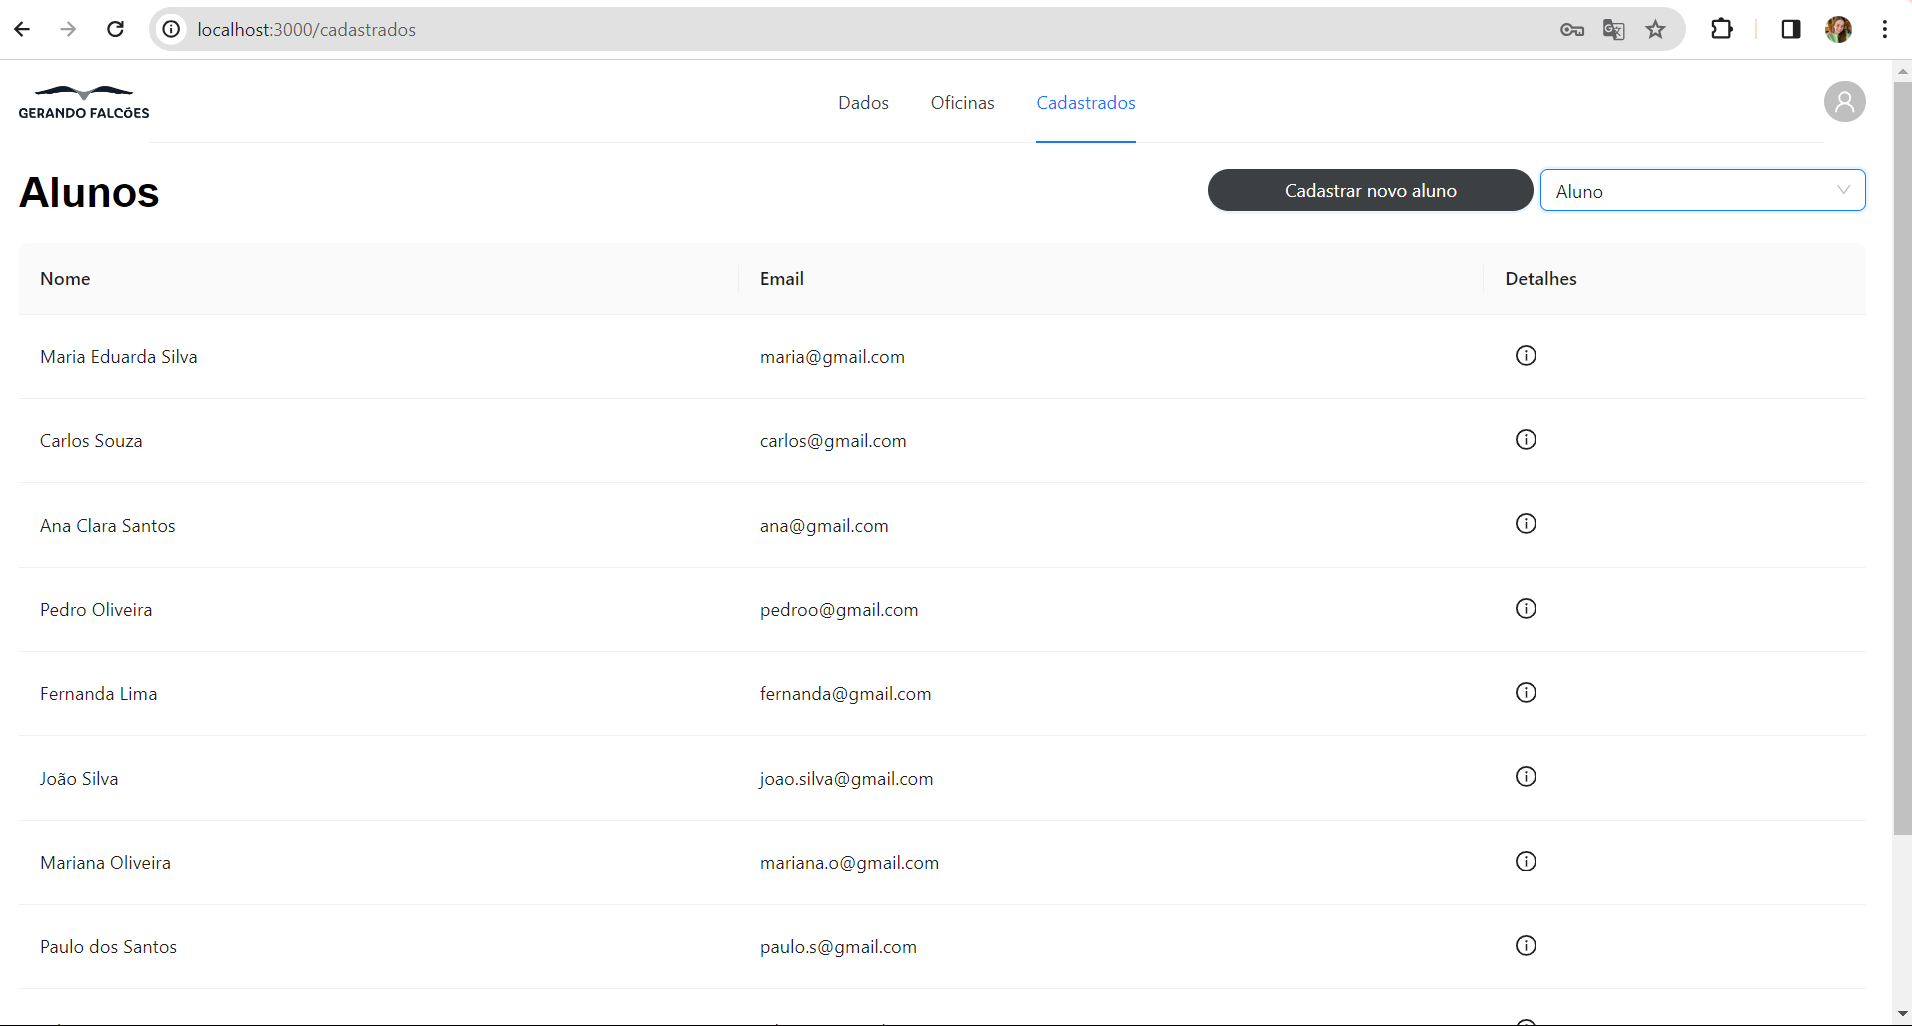 localhost:3000/cadastrados
GERANDO FALCÕES
Dados Oficinas Cadastrados
Alunos
Cadastrar novo aluno
Aluno
Nome Email Detalhes
Maria Eduarda Silva maria@gmail.com
Carlos Souza carlos@gmail.com
Ana Clara Santos ana@gmail.com
Pedro Oliveira pedroo@gmail.com
Fernanda Lima fernanda@gmail.com
João Silva joao.silva@gmail.com
Mariana Oliveira mariana.o@gmail.com
Paulo dos Santos paulo.s@gmail.com